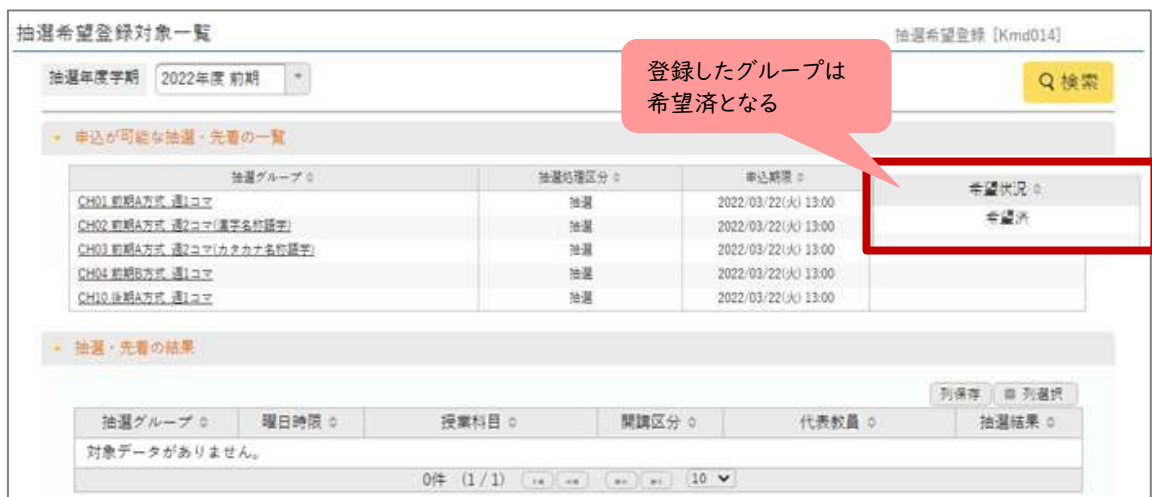 抽選希望登録対象一覧
抽選希望登録 [Kmd014]
登録したグループは
希望済となる
抽選年度学期 2022年度 前期
検索
申込が可能な抽選・先着の一覧
抽選グループ 抽選処理区分 申込期限 希望状況
CH01 前期A方式 週1コマ 抽選 2022/03/22(火) 13:00 希望済
CH02 前期A方式 週2コマ(漢字名称語学) 抽選 2022/03/22(火) 13:00
CH03 前期A方式 週2コマ(カタカナ名称語学) 抽選 2022/03/22(火) 13:00
CH04 前期B方式 週1コマ 抽選 2022/03/22(火) 13:00
CH10 後期A方式 週1コマ 抽選 2022/03/22(火) 13:00
抽選・先着の結果
列保存 列選択
抽選グループ 曜日時限 授業科目 開講区分 代表教員 抽選結果
対象データがありません。
0件 (1 / 1) 10